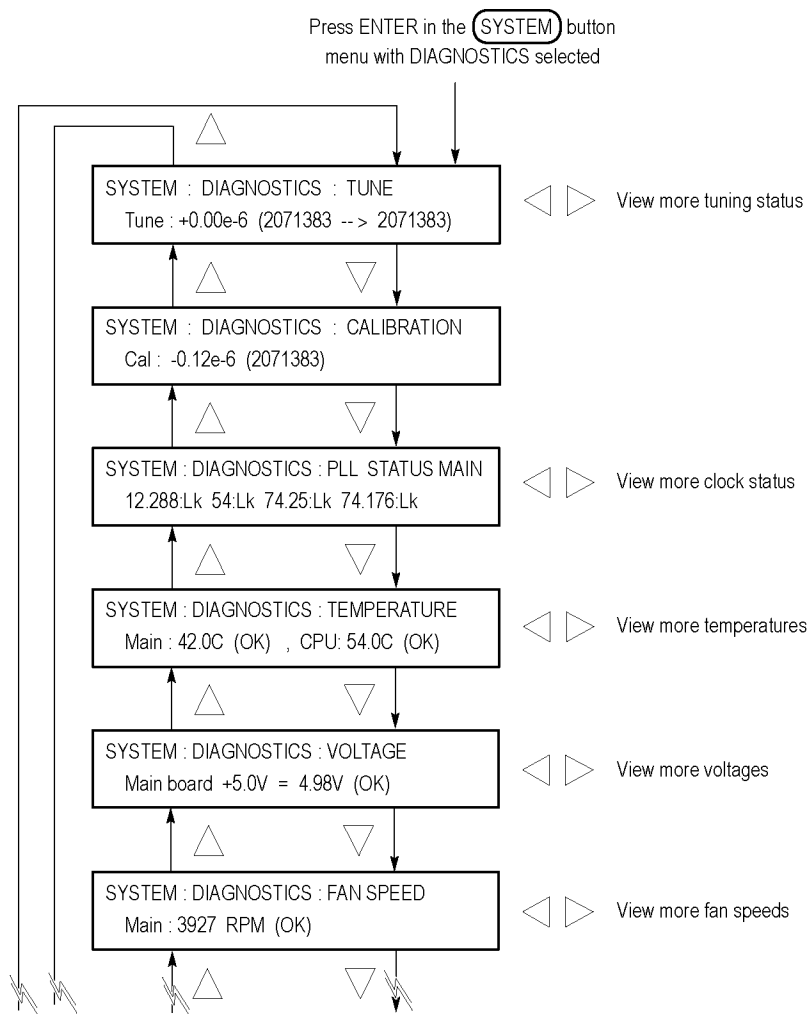 Press ENTER in the SYSTEM button
menu with DIAGNOSTICS selected
SYSTEM : DIAGNOSTICS : TUNE
Tune : +0.00e-6 (2071383 --> 2071383)
View more tuning status
SYSTEM : DIAGNOSTICS : CALIBRATION
Cal : -0.12e-6 (2071383)
SYSTEM : DIAGNOSTICS : PLL STATUS MAIN
12.288:Lk 54:Lk 74.25:Lk 74.176:Lk
View more clock status
SYSTEM : DIAGNOSTICS : TEMPERATURE
Main : 42.0C (OK) , CPU: 54.0C (OK)
View more temperatures
SYSTEM : DIAGNOSTICS : VOLTAGE
Main board +5.0V = 4.98V (OK)
View more voltages
SYSTEM : DIAGNOSTICS : FAN SPEED
Main : 3927 RPM (OK)
View more fan speeds